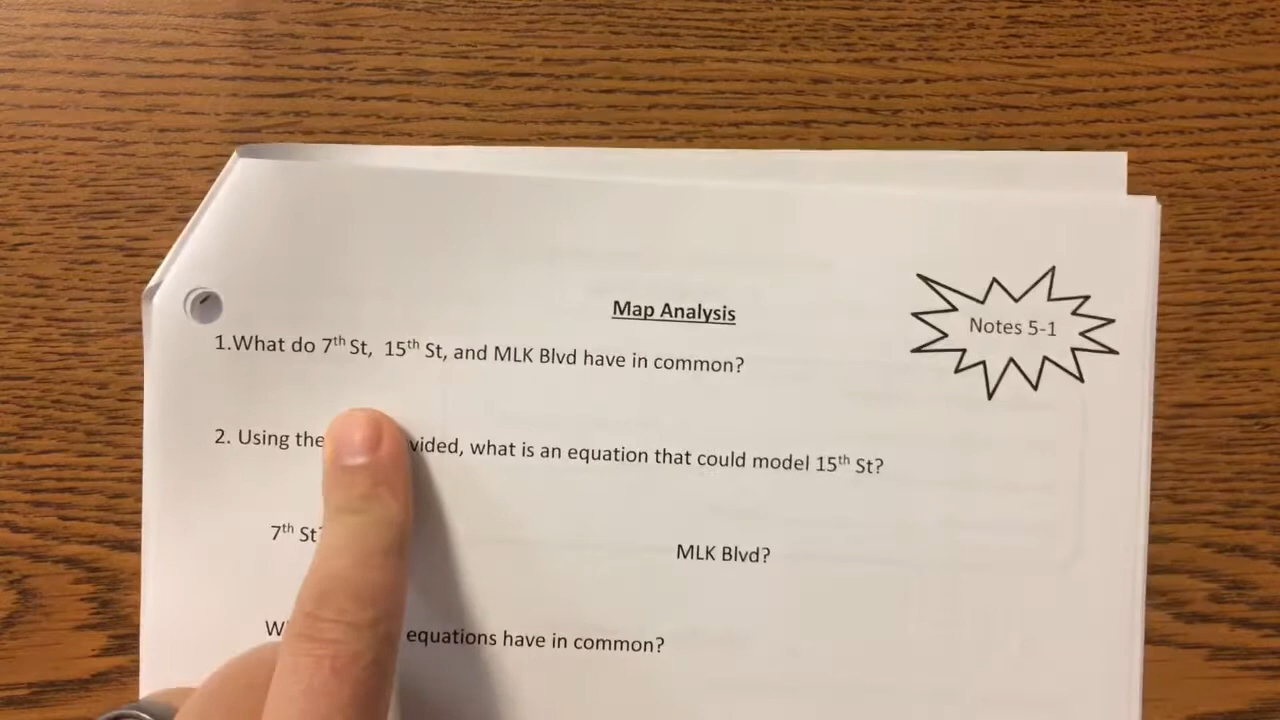 Map Analysis
Notes 5-1
1.What do 7th St, 15th St, and MLK Blvd have in common?
2. Using the vided, what is an equation that could model 15th St?
7th St
MLK Blvd?
equations have in common?